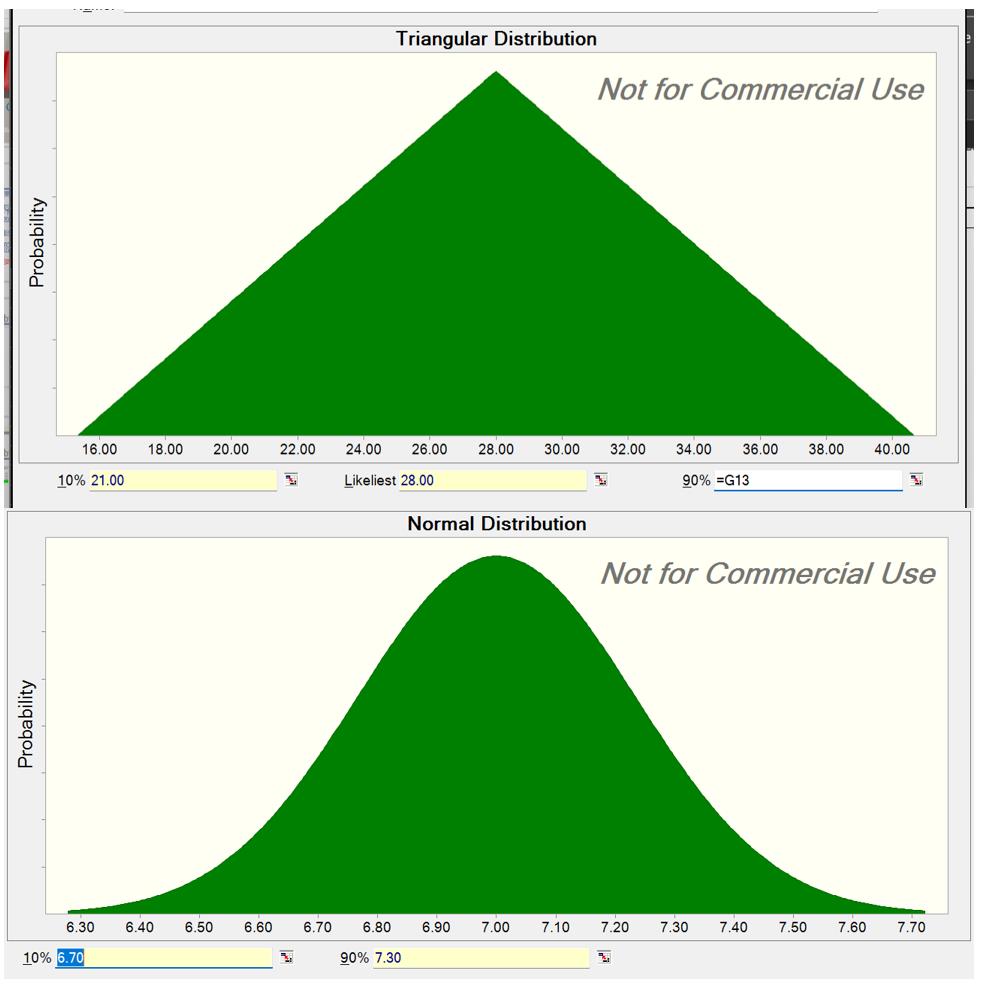 Triangular Distribution
Not for Commercial Use
Probability
16.00 18.00 20.00 22.00 24.00 26.00 28.00 30.00 32.00 34.00 36.00 38.00 40.00
10% 21.00 Likeliest 28.00 90% =G13
Normal Distribution
Not for Commercial Use
Probability
6.30 6.40 6.50 6.60 6.70 6.80 6.90 7.00 7.10 7.20 7.30 7.40 7.50 7.60 7.70
10% 6.70 90% 7.30